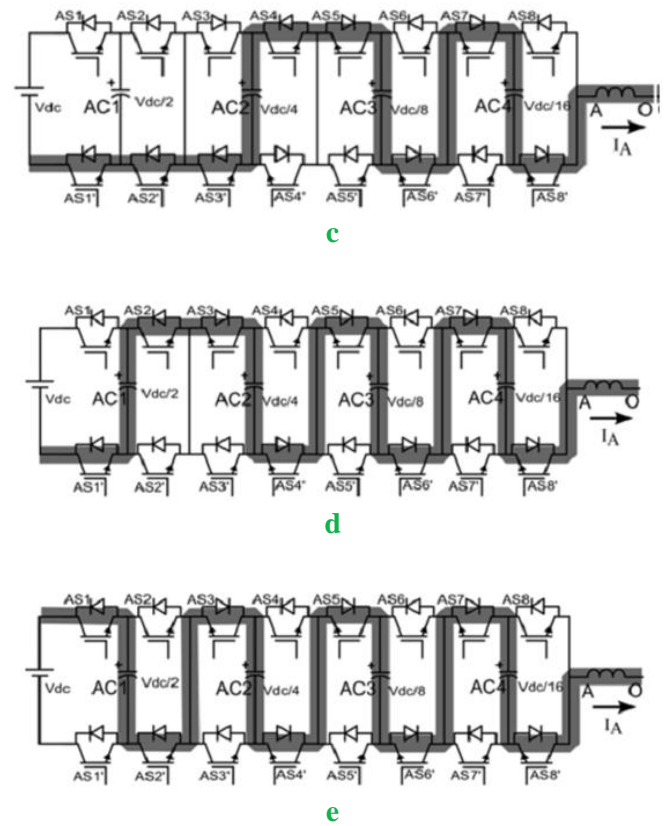 AS1 AS2 AS3 AS4 AS5 AS6 AS7 AS8
Vdc AC1 Vdc/2 AC2 Vdc/4 AC3 Vdc/8 AC4 Vdc/16 A O
I_A
AS1' AS2' AS3' AS4' AS5' AS6' AS7' AS8'
c
AS1 AS2 AS3 AS4 AS5 AS6 AS7 AS8
Vdc AC1 Vdc/2 AC2 Vdc/4 AC3 Vdc/8 AC4 Vdc/16 A O
I_A
AS1' AS2' AS3' AS4' AS5' AS6' AS7' AS8'
d
AS1 AS2 AS3 AS4 AS5 AS6 AS7 AS8
Vdc AC1 Vdc/2 AC2 Vdc/4 AC3 Vdc/8 AC4 Vdc/16 A O
I_A
AS1' AS2' AS3' AS4' AS5' AS6' AS7' AS8'
e